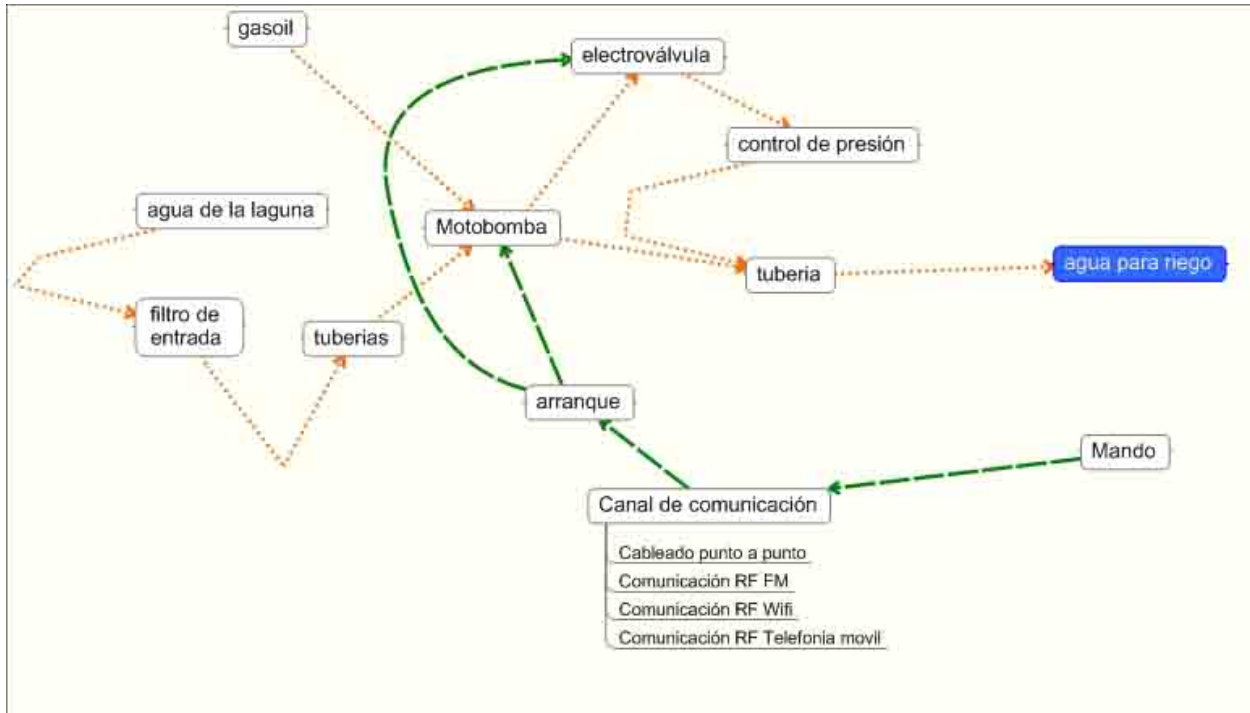 gasoil
electroválvula
control de presión
agua de la laguna
Motobomba
agua para riego
tuberia
filtro de
entrada
tuberias
arranque
Mando
Canal de comunicación
Cableado punto a punto
Comunicación RF FM
Comunicación RF Wifi
Comunicación RF Telefonia movil